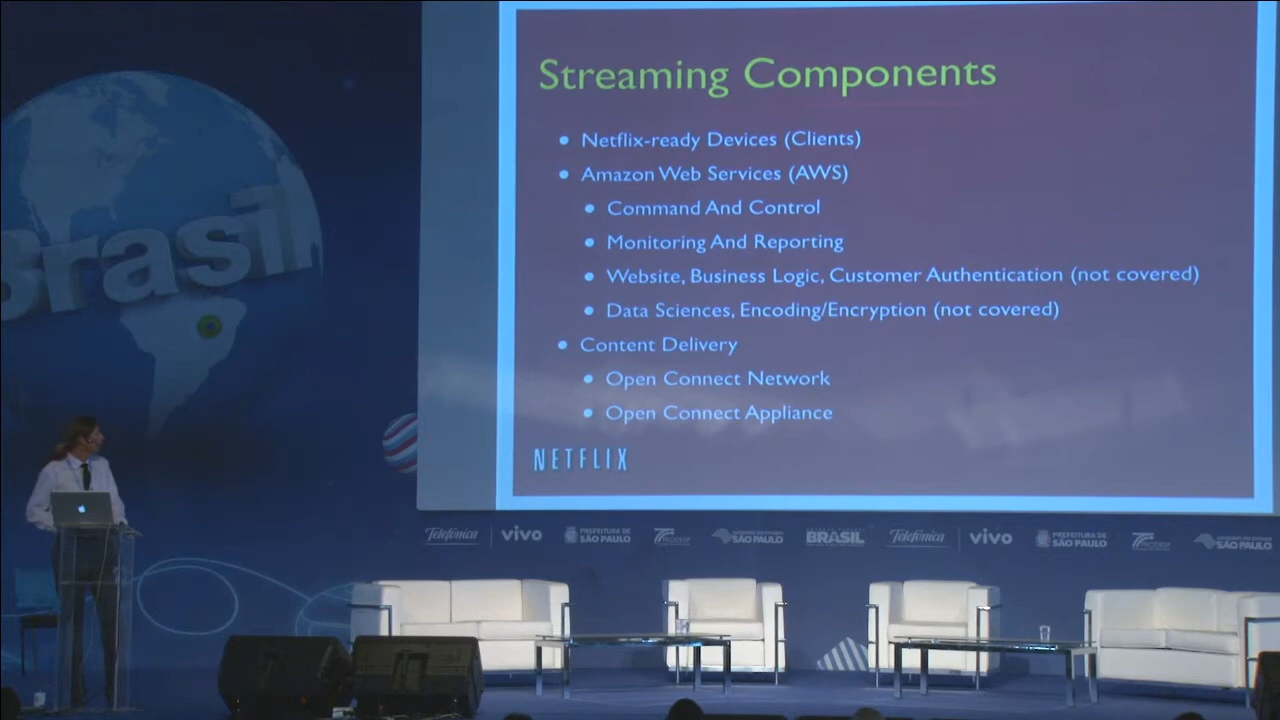 Streaming Components
• Netflix-ready Devices (Clients)
• Amazon Web Services (AWS)
• Command And Control
• Monitoring And Reporting
• Website, Business Logic, Customer Authentication (not covered)
• Data Sciences, Encoding/Encryption (not covered)
• Content Delivery
• Open Connect Network
• Open Connect Appliance
NETFLIX
Brasil
Telefónica vivo PREFEITURA DE SÃO PAULO BRASIL Telefónica vivo PREFEITURA DE SÃO PAULO